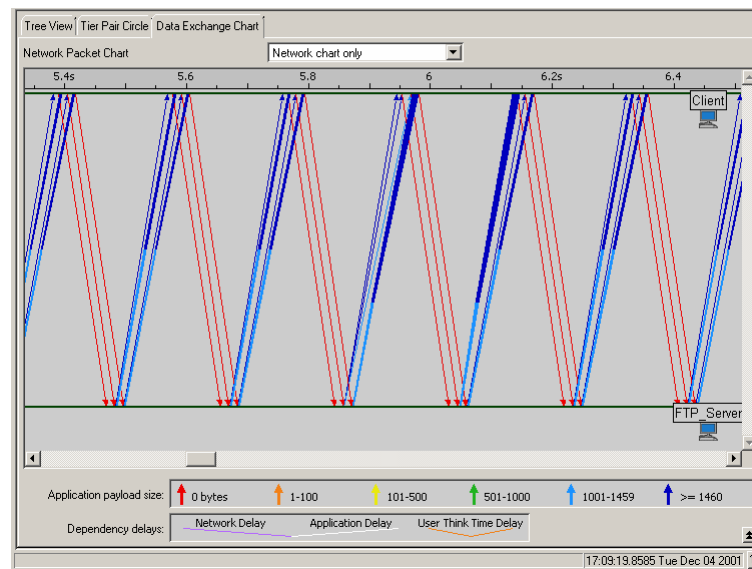 Tree View Tier Pair Circle Data Exchange Chart
Network Packet Chart Network chart only
5.4s 5.6 5.8 6 6.2s 6.4
Client
FTP_Server
Application payload size: 0 bytes 1-100 101-500 501-1000 1001-1459 >= 1460
Dependency delays: Network Delay Application Delay User Think Time Delay
17:09:19.8585 Tue Dec 04 2001